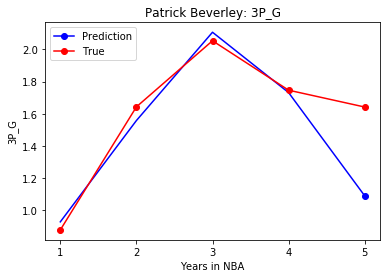 Patrick Beverley: 3P_G
Prediction
True
3P_G
2.0
1.8
1.6
1.4
1.2
1.0
1 2 3 4 5
Years in NBA